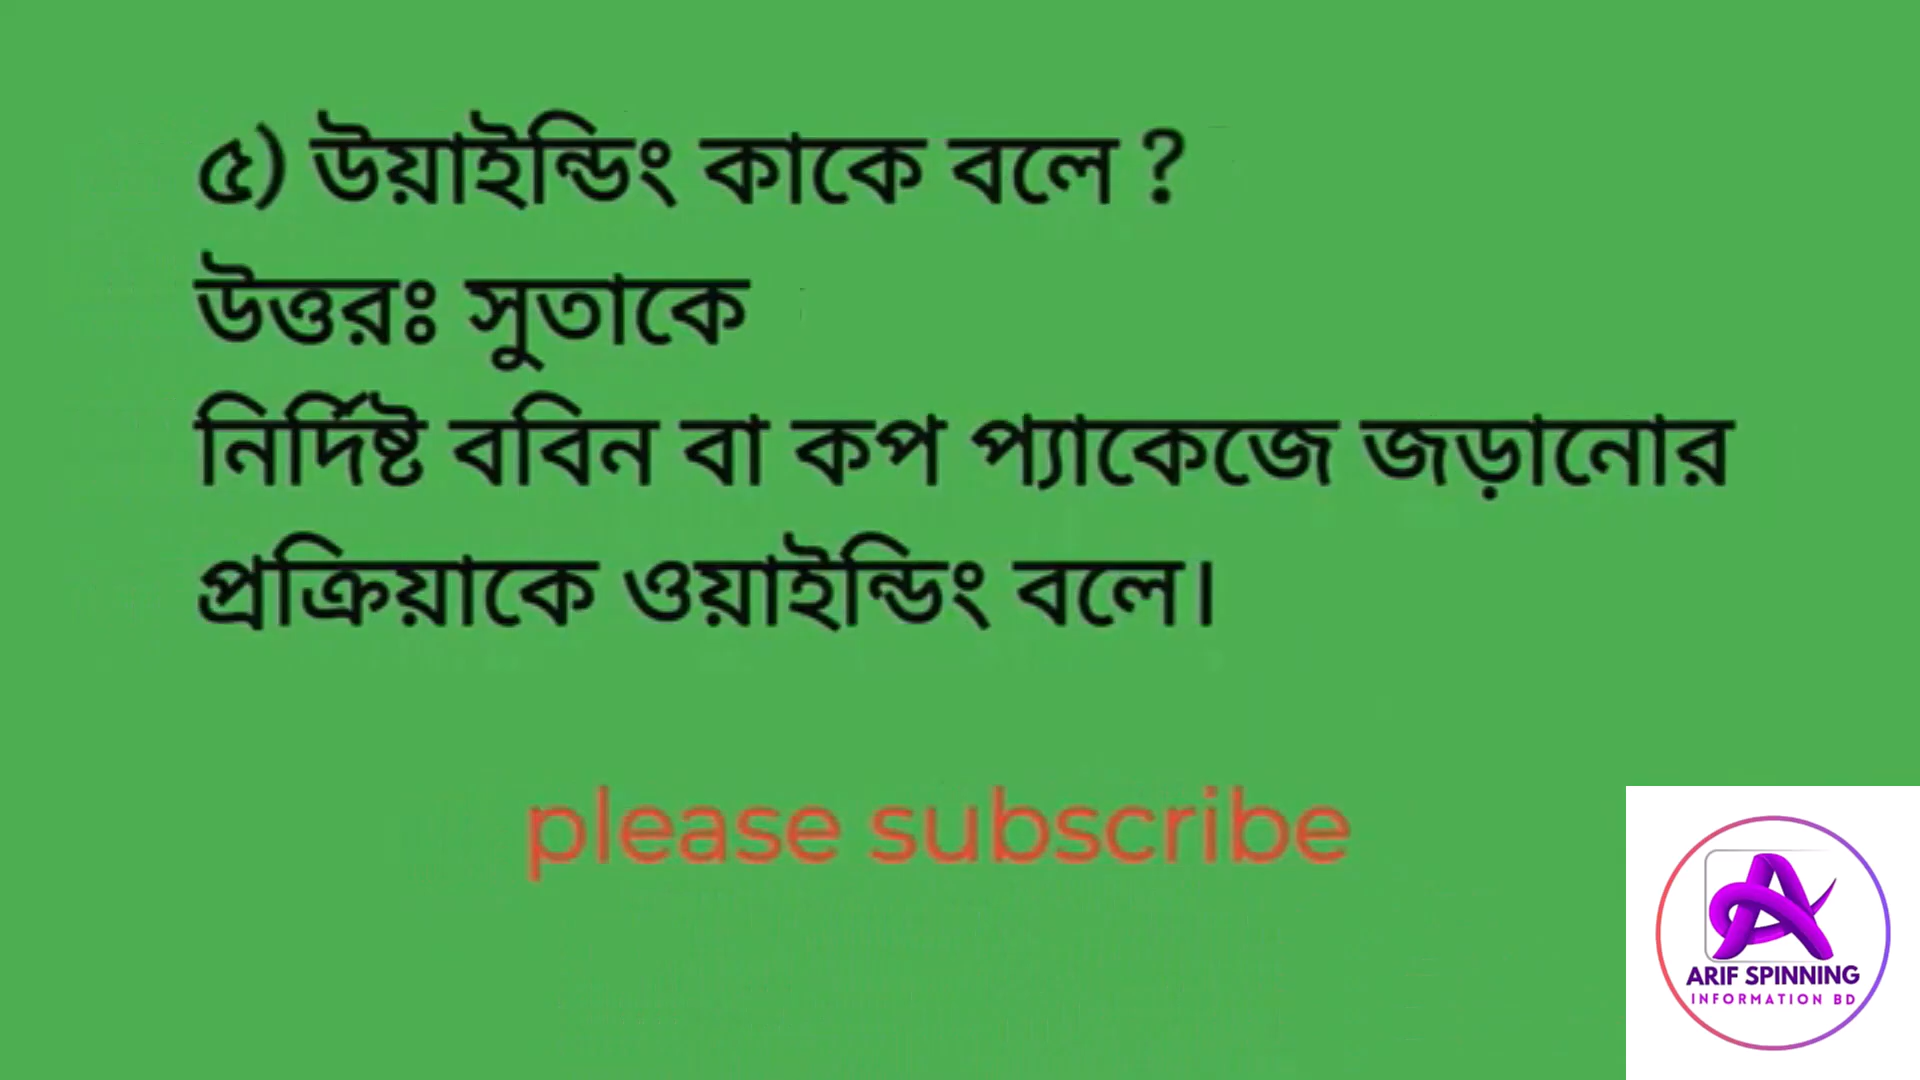 ৫) উয়াইন্ডিং কাকে বলে ?
উত্তরঃ সুতাকে
নির্দিষ্ট ববিন বা কপ প্যাকেজে জড়ানোর
প্রক্রিয়াকে ওয়াইন্ডিং বলে।
please subscribe
ARIF SPINNING
INFORMATION BD